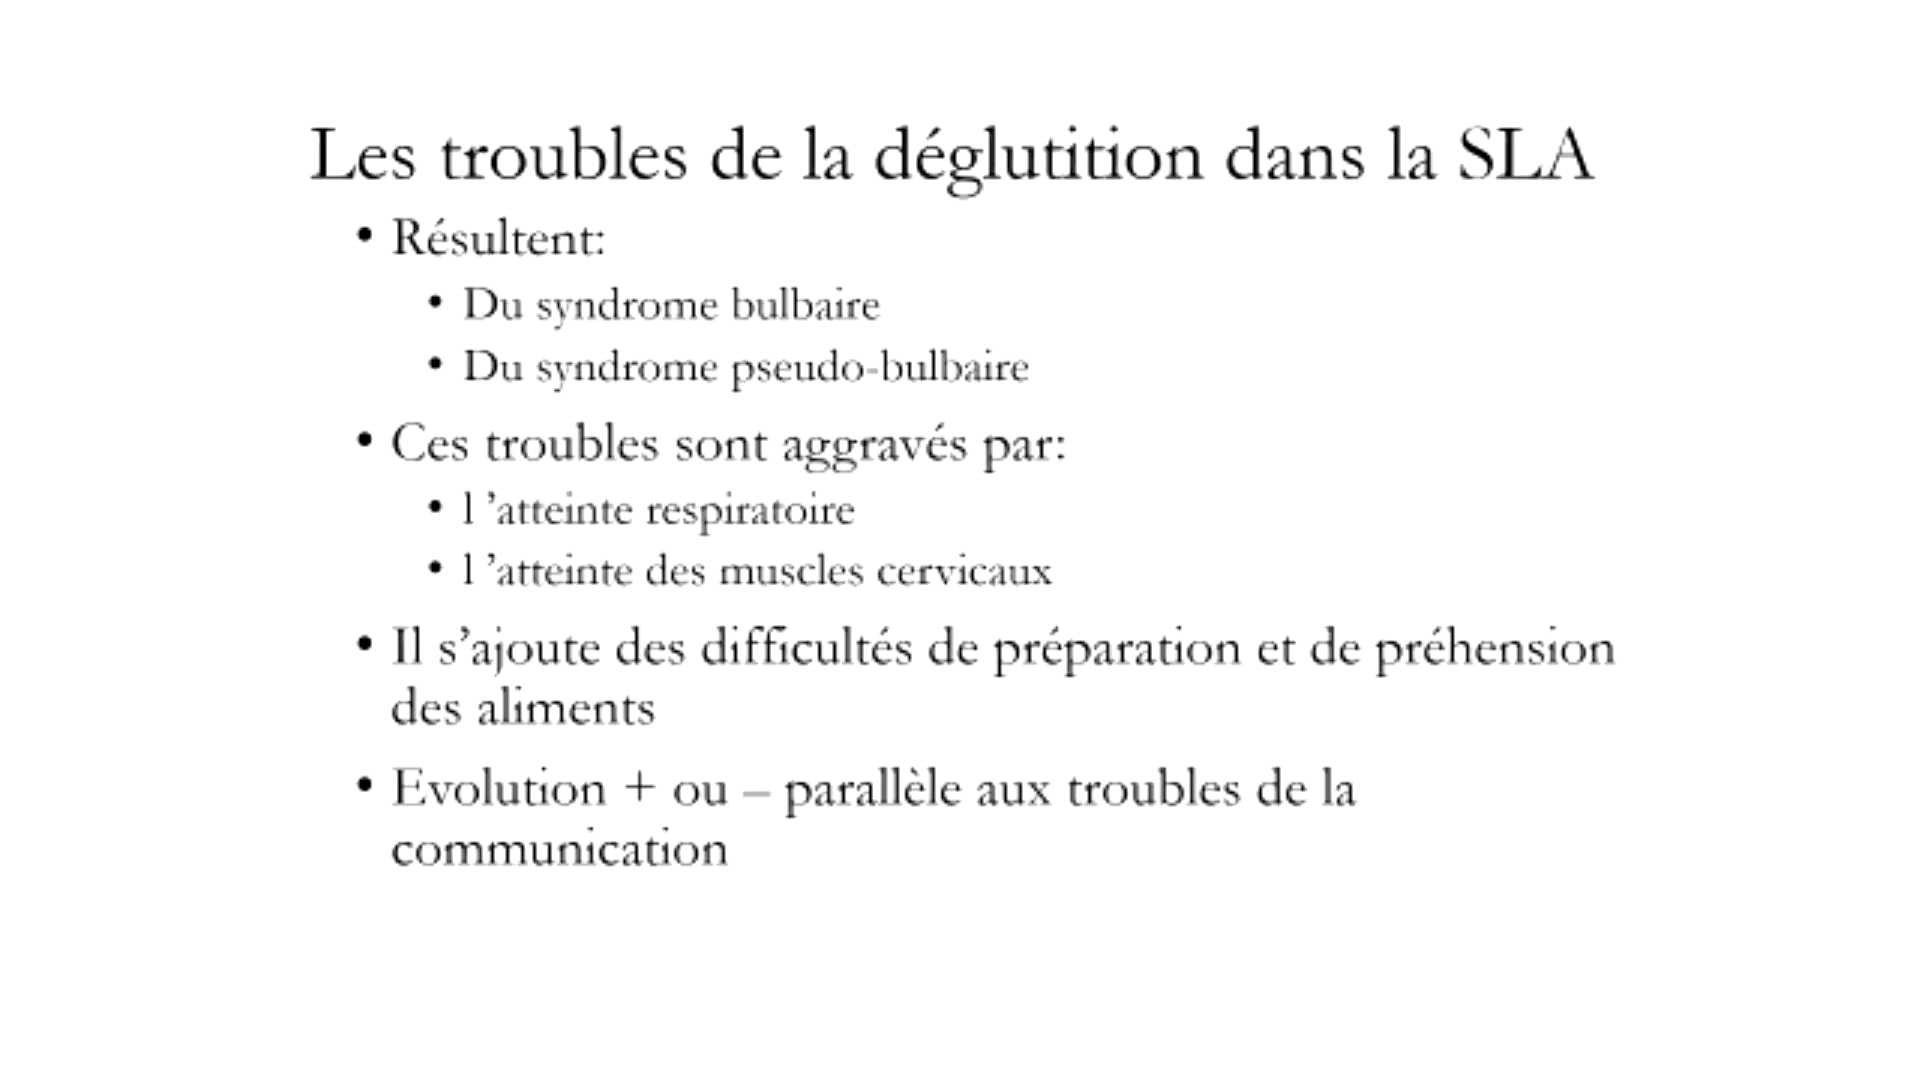 Les troubles de la déglutition dans la SLA
• Résultent:
• Du syndrome bulbaire
• Du syndrome pseudo-bulbaire
• Ces troubles sont aggravés par:
• l ’atteinte respiratoire
• l ’atteinte des muscles cervicaux
• Il s’ajoute des difficultés de préparation et de préhension
des aliments
• Evolution + ou – parallèle aux troubles de la
communication